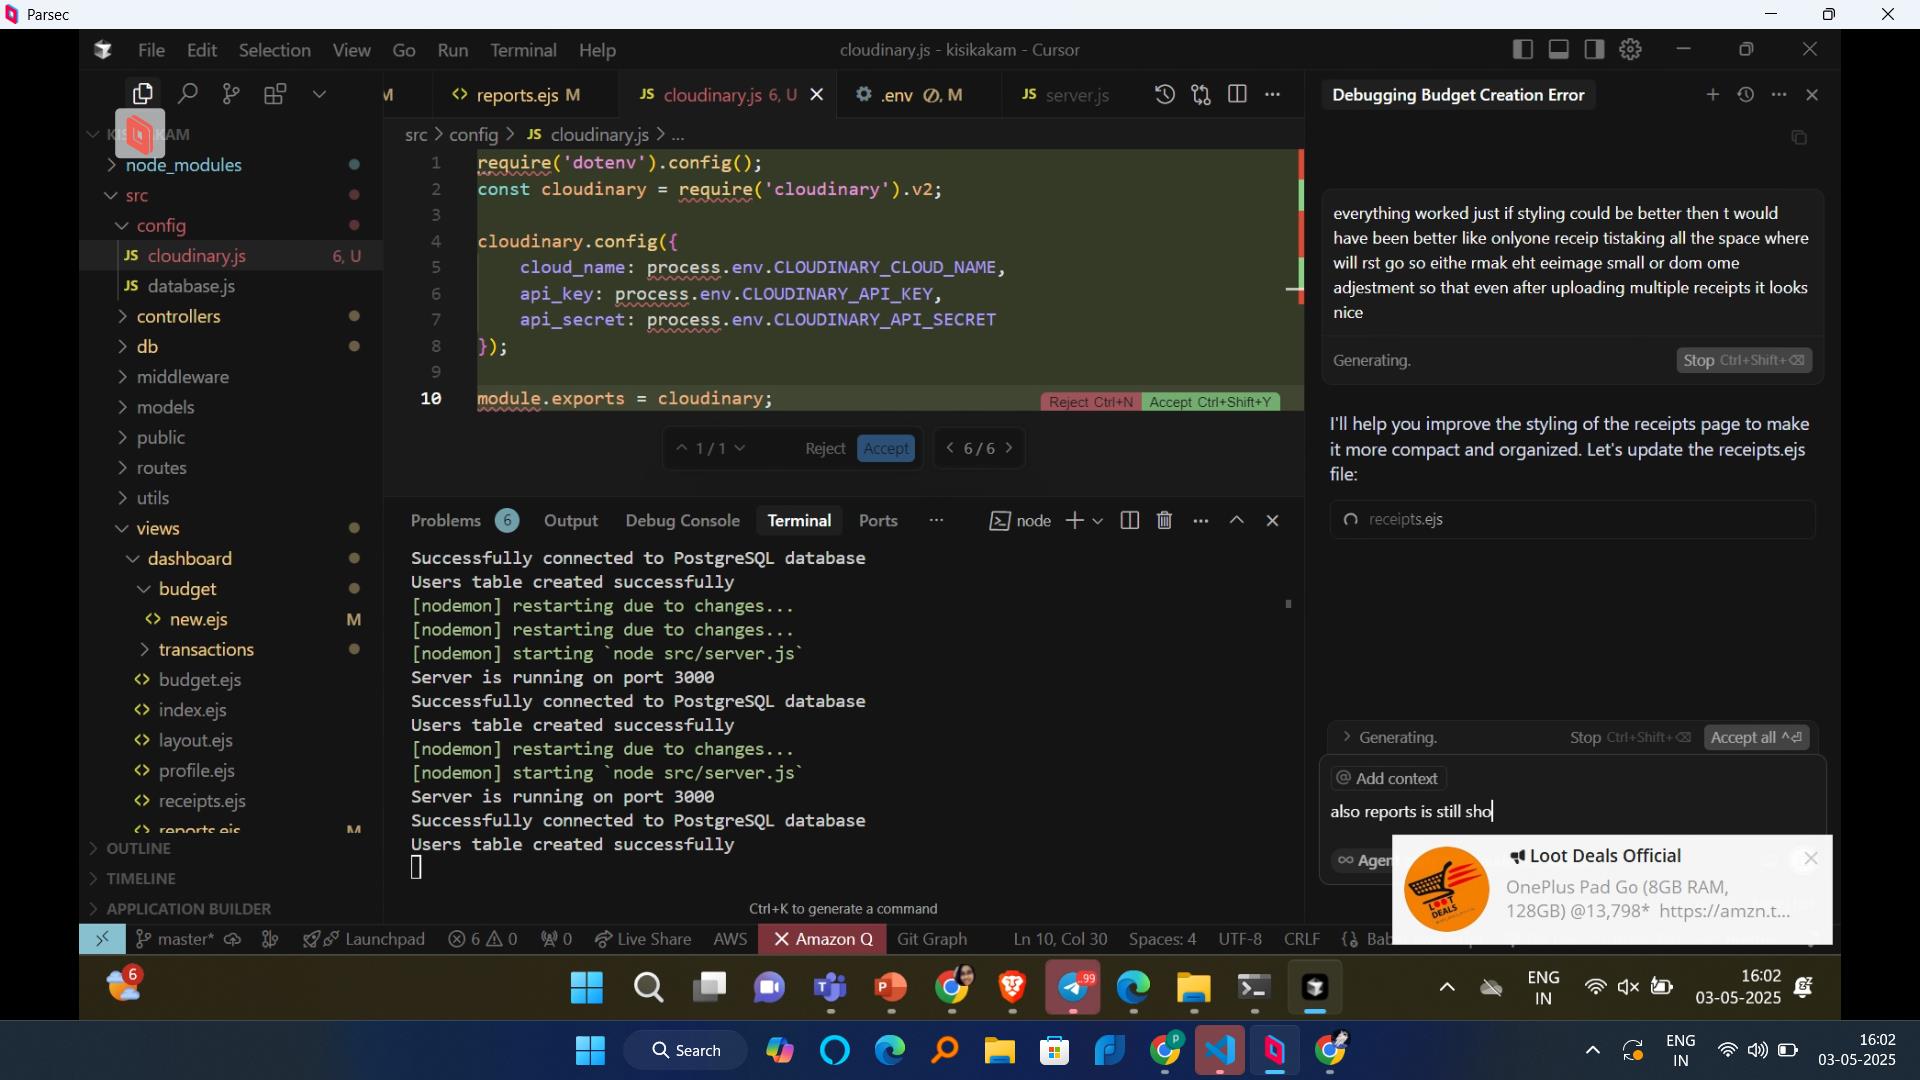 Parsec
File Edit Selection View Go Run Terminal Help
cloudinary.js - kisikakam - Cursor
M
reports.ejs M
JS cloudinary.js 6, U
.env M
JS server.js
Debugging Budget Creation Error
src > config > JS cloudinary.js > ...
node_modules
src
config
JS cloudinary.js 6, U
JS database.js
controllers
db
middleware
models
public
routes
utils
views
dashboard
budget
new.ejs M
transactions
budget.ejs
index.ejs
layout.ejs
profile.ejs
receipts.ejs
reports.ejs M
OUTLINE
TIMELINE
APPLICATION BUILDER
1 require('dotenv').config();
2 const cloudinary = require('cloudinary').v2;
3
4 cloudinary.config({
5 cloud_name: process.env.CLOUDINARY_CLOUD_NAME,
6 api_key: process.env.CLOUDINARY_API_KEY,
7 api_secret: process.env.CLOUDINARY_API_SECRET
8 });
9
10 module.exports = cloudinary;
Reject Ctrl+N Accept Ctrl+Shift+Y
1 / 1 Reject Accept 6 / 6
Problems 6 Output Debug Console Terminal Ports ... node
Successfully connected to PostgreSQL database
Users table created successfully
[nodemon] restarting due to changes...
[nodemon] restarting due to changes...
[nodemon] starting `node src/server.js`
Server is running on port 3000
Successfully connected to PostgreSQL database
Users table created successfully
[nodemon] restarting due to changes...
[nodemon] starting `node src/server.js`
Server is running on port 3000
Successfully connected to PostgreSQL database
Users table created successfully
Ctrl+K to generate a command
everything worked just if styling could be better then t would
have been better like onlyone receip tistaking all the space where
will rst go so eithe rmak eht eeimage small or dom ome
adjestment so that even after uploading multiple receipts it looks
nice
Generating. Stop Ctrl+Shift+⌫
I'll help you improve the styling of the receipts page to make
it more compact and organized. Let's update the receipts.ejs
file:
receipts.ejs
> Generating. Stop Ctrl+Shift+⌫ Accept all ^⏎
@ Add context
also reports is still sho
∞ Agen
Loot Deals Official
OnePlus Pad Go (8GB RAM,
128GB) @13,798* https://amzn.t...
LOOT
DEALS
master* Launchpad 6 0 0 Live Share AWS Amazon Q Git Graph Ln 10, Col 30 Spaces: 4 UTF-8 CRLF {} Bab
6
.99
ENG
IN
16:02
03-05-2025
Search
ENG
IN
16:02
03-05-2025